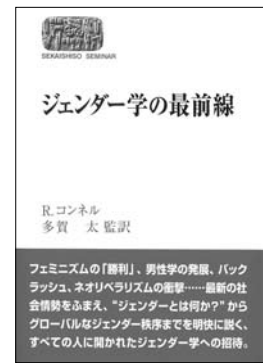 SEKAISHISO SEMINAR
ジェンダー学の最前線
R.コンネル
多賀 太 監訳
フェミニズムの「勝利」、男性学の発展、バック
ラッシュ、ネオリベラリズムの衝撃……最新の社
会情勢をふまえ、“ジェンダーとは何か?”から
グローバルなジェンダー秩序までを明快に説く、
すべての人に開かれたジェンダー学への招待。